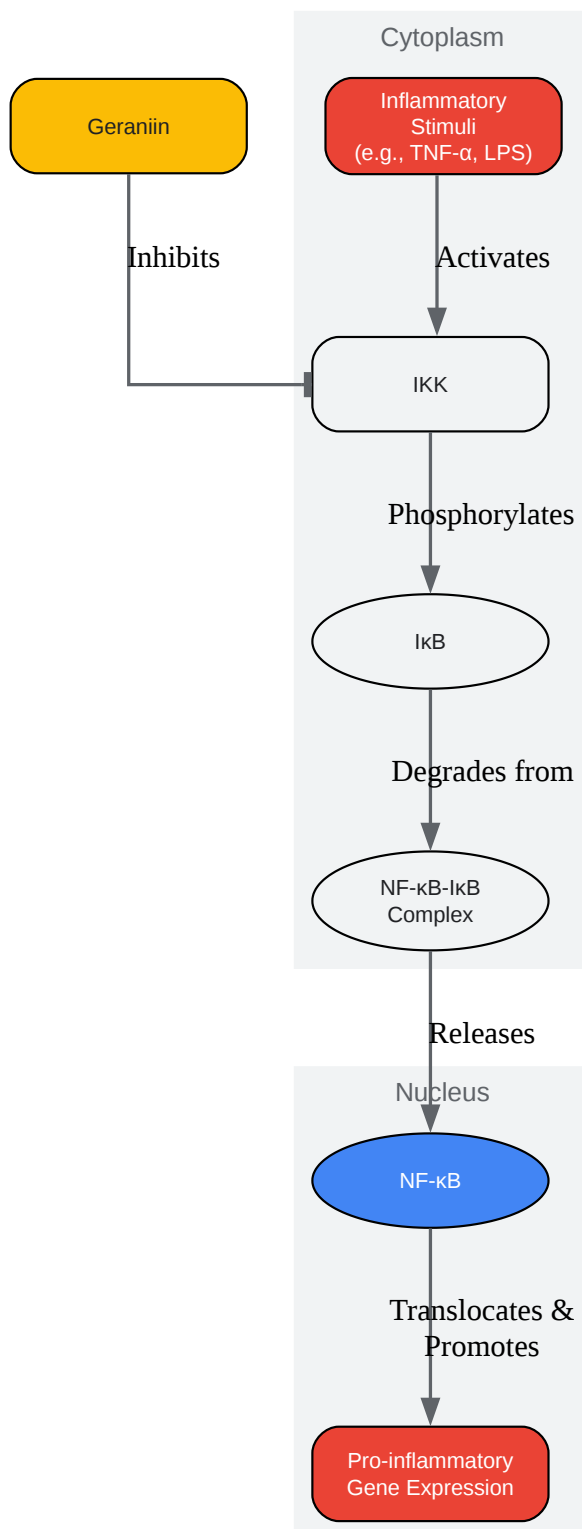 Cytoplasm
Geraniin
Inflammatory
Stimuli
(e.g., TNF-α, LPS)
Inhibits
Activates
IKK
Phosphorylates
IκB
Degrades from
NF-κB-IκB
Complex
Releases
Nucleus
NF-κB
Translocates &
Promotes
Pro-inflammatory
Gene Expression